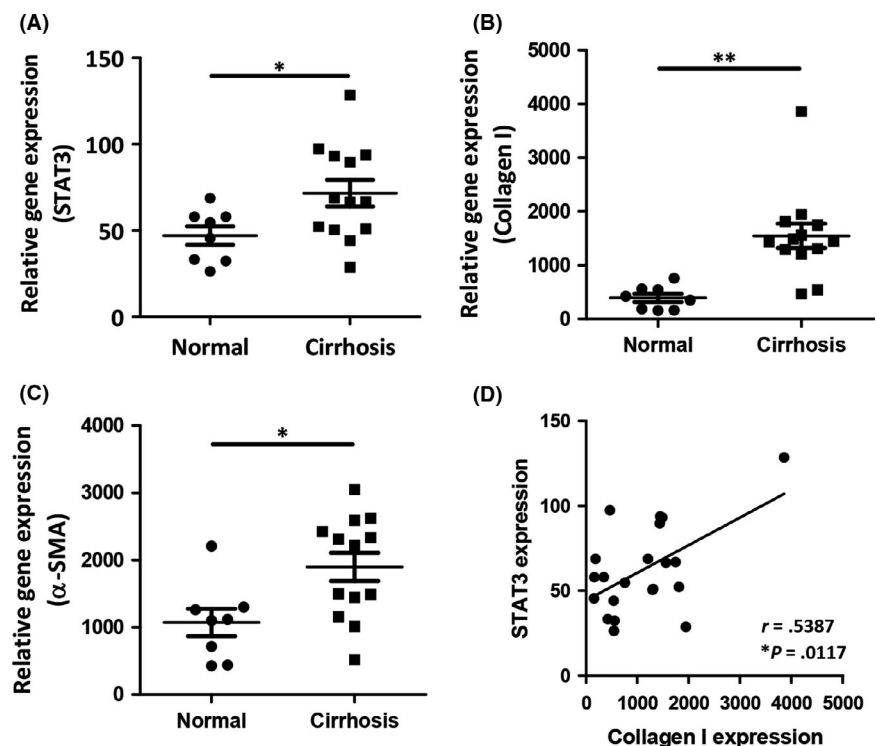 (A)
Relative gene expression
(STAT3)
150
100
50
0
*
Normal Cirrhosis
(B)
Relative gene expression
(Collagen I)
5000
4000
3000
2000
1000
0
**
Normal Cirrhosis
(C)
Relative gene expression
(α-SMA)
4000
3000
2000
1000
0
*
Normal Cirrhosis
(D)
STAT3 expression
150
100
50
0
r = .5387
*P = .0117
0 1000 2000 3000 4000 5000
Collagen I expression